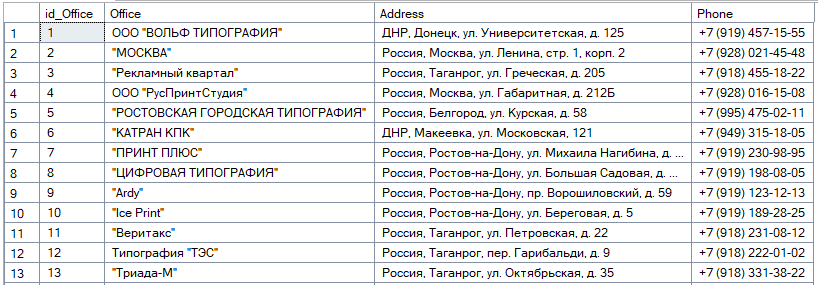 id_Office Office Address Phone
1 1 ООО "ВОЛЬФ ТИПОГРАФИЯ" ДНР, Донецк, ул. Университетская, д. 125 +7 (919) 457-15-55
2 2 "МОСКВА" Россия, Москва, ул. Ленина, стр. 1, корп. 2 +7 (928) 021-45-48
3 3 "Рекламный квартал" Россия, Таганрог, ул. Греческая, д. 205 +7 (918) 455-18-22
4 4 ООО "РусПринтСтудия" Россия, Москва, ул. Габаритная, д. 212Б +7 (928) 016-15-08
5 5 "РОСТОВСКАЯ ГОРОДСКАЯ ТИПОГРАФИЯ" Россия, Белгород, ул. Курская, д. 58 +7 (995) 475-02-11
6 6 "КАТРАН КПК" ДНР, Макеевка, ул. Московская, 121 +7 (949) 315-18-05
7 7 "ПРИНТ ПЛЮС" Россия, Ростов-на-Дону, ул. Михаила Нагибина, д. ... +7 (919) 230-98-95
8 8 "ЦИФРОВАЯ ТИПОГРАФИЯ" Россия, Ростов-на-Дону, ул. Большая Садовая, д. ... +7 (919) 198-08-05
9 9 "Ardy" Россия, Ростов-на-Дону, пр. Ворошиловский, д. 59 +7 (919) 123-12-13
10 10 "Ice Print" Россия, Ростов-на-Дону, ул. Береговая, д. 5 +7 (919) 189-28-25
11 11 "Веритакс" Россия, Таганрог, ул. Петровская, д. 22 +7 (918) 231-08-12
12 12 Типография "ТЭС" Россия, Таганрог, пер. Гарибальди, д. 9 +7 (918) 222-01-02
13 13 "Триада-М" Россия, Таганрог, ул. Октябрьская, д. 35 +7 (918) 331-38-22